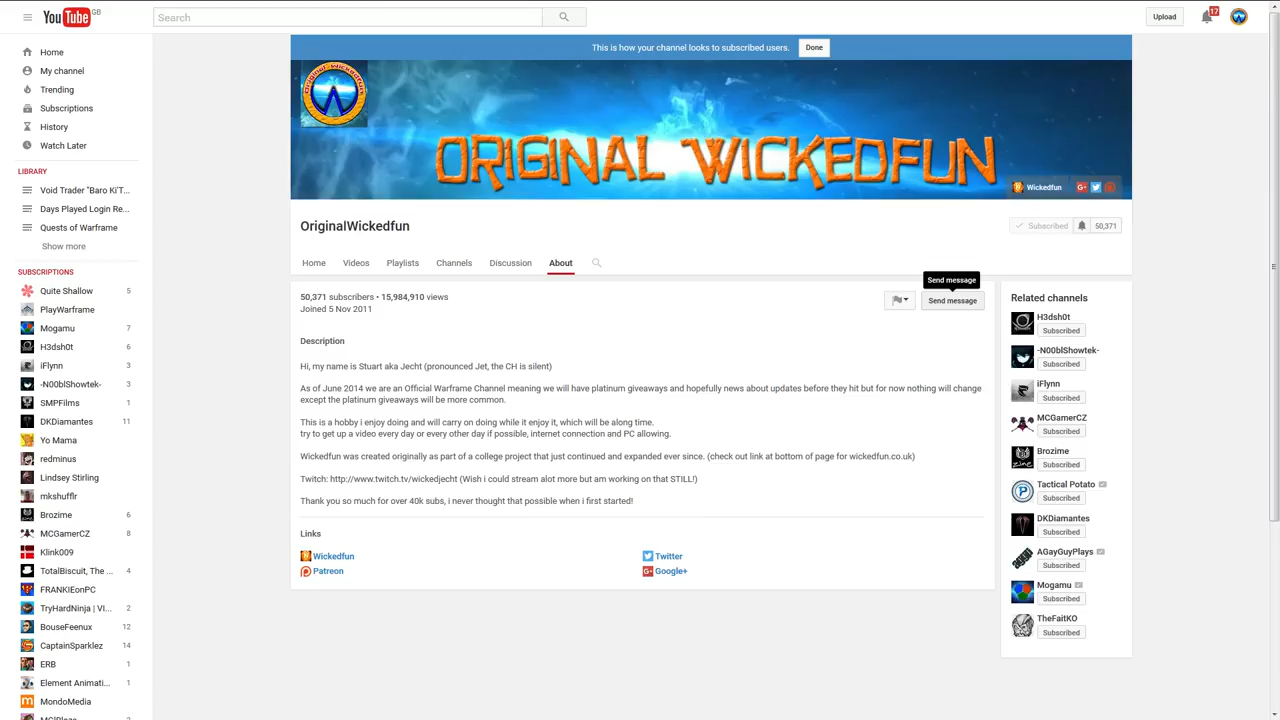 YouTube GB
Search
Upload
17
Home
My channel
Trending
Subscriptions
History
Watch Later
LIBRARY
Void Trader "Baro Ki'T...
Days Played Login Re...
Quests of Warframe
Show more
SUBSCRIPTIONS
Quite Shallow 5
PlayWarframe
Mogamu 7
H3dsh0t 6
iFlynn 3
-N00blShowtek- 3
SMPFilms 1
DKDiamantes 11
Yo Mama
redminus
Lindsey Stirling
mkshufflr
Brozime 6
MCGamerCZ 8
Klink009
TotalBiscuit, The ... 4
FRANKIEonPC
TryHardNinja | VI... 2
BouseFeenux 12
CaptainSparklez 14
ERB 1
Element Animati... 1
MondoMedia
This is how your channel looks to subscribed users. Done
Original Wickedfun
ORIGINAL WICKEDFUN
Wickedfun
OriginalWickedfun
Subscribed 50,371
Home Videos Playlists Channels Discussion About
Send message
50,371 subscribers • 15,984,910 views
Joined 5 Nov 2011
Send message
Description
Hi, my name is Stuart aka Jecht (pronounced Jet, the CH is silent)
As of June 2014 we are an Official Warframe Channel meaning we will have platinum giveaways and hopefully news about updates before they hit but for now nothing will change
except the platinum giveaways will be more common.
This is a hobby i enjoy doing and will carry on doing while it enjoy it, which will be along time.
try to get up a video every day or every other day if possible, internet connection and PC allowing.
Wickedfun was created originally as part of a college project that just continued and expanded ever since. (check out link at bottom of page for wickedfun.co.uk)
Twitch: http://www.twitch.tv/wickedjecht (Wish i could stream alot more but am working on that STILL!)
Thank you so much for over 40k subs, i never thought that possible when i first started!
Links
Wickedfun
Twitter
Patreon
Google+
Related channels
H3dsh0t
Subscribed
-N00blShowtek-
Subscribed
iFlynn
Subscribed
MCGamerCZ
Subscribed
Brozime
Subscribed
Tactical Potato
Subscribed
DKDiamantes
Subscribed
AGayGuyPlays
Subscribed
Mogamu
Subscribed
TheFaitKO
Subscribed